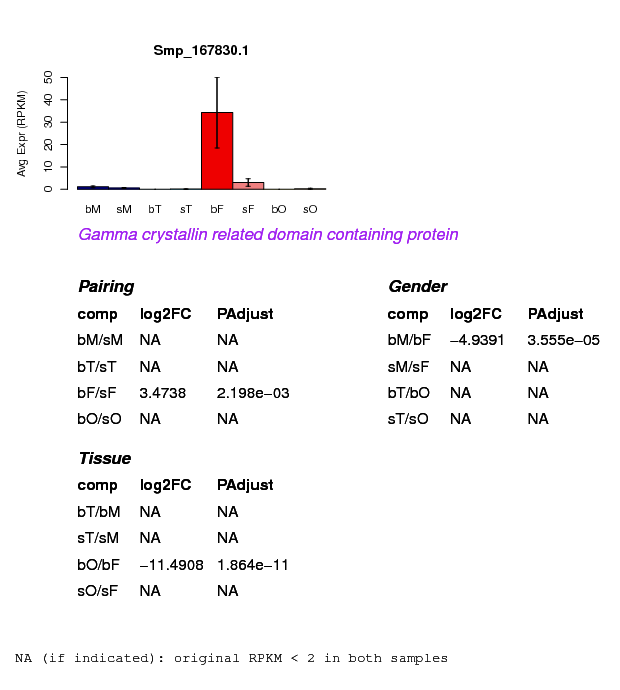 Smp_167830.1
Avg Expr (RPKM)
50
40
30
20
10
0
bM sM bT sT bF sF bO sO
Gamma crystallin related domain containing protein
Pairing
comp log2FC PAdjust
bM/sM NA NA
bT/sT NA NA
bF/sF 3.4738 2.198e−03
bO/sO NA NA
Gender
comp log2FC PAdjust
bM/bF −4.9391 3.555e−05
sM/sF NA NA
bT/bO NA NA
sT/sO NA NA
Tissue
comp log2FC PAdjust
bT/bM NA NA
sT/sM NA NA
bO/bF −11.4908 1.864e−11
sO/sF NA NA
NA (if indicated): original RPKM < 2 in both samples